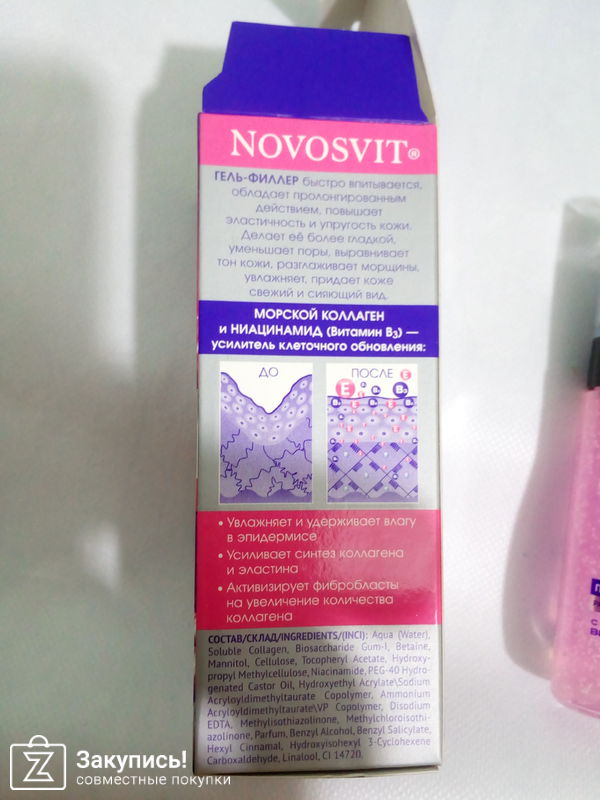 NOVOSVIT®
ГЕЛЬ-ФИЛЛЕР быстро впитывается,
обладает пролонгированным
действием, повышает
эластичность и упругость кожи.
Делает её более гладкой,
уменьшает поры, выравнивает
тон кожи, разглаживает морщины,
увлажняет, придает коже
свежий и сияющий вид.
МОРСКОЙ КОЛЛАГЕН
и НИАЦИНАМИД (Витамин B3) —
усилитель клеточного обновления:
ДО
ПОСЛЕ E
E B₃ B₃
• Увлажняет и удерживает влагу
в эпидермисе
• Усиливает синтез коллагена
и эластина
• Активизирует фибробласты
на увеличение количества
коллагена
СОСТАВ/СКЛАД/INGREDIENTS/(INCI): Aqua (Water),
Soluble Collagen, Biosaccharide Gum-I, Betaine,
Mannitol, Cellulose, Tocopheryl Acetate, Hydroxy-
propyl Methylcellulose, Niacinamide, PEG-40 Hydro-
genated Castor Oil, Hydroxyethyl Acrylate\Sodium
Acryloyldimethyltaurate Copolymer, Ammonium
Acryloyldimethyltaurate\VP Copolymer, Disodium
EDTA, Methylisothiazolinone, Methylchloroisothi-
azolinone, Parfum, Benzyl Alcohol, Benzyl Salicylate,
Hexyl Cinnamal, Hydroxyisohexyl 3-Cyclohexene
Carboxaldehyde, Linalool, CI 14720.
Закупись!
совместные покупки